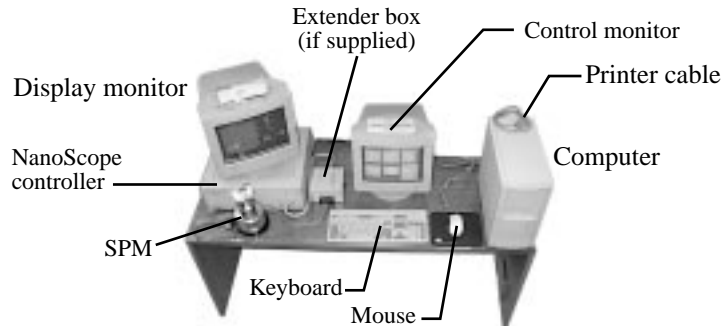 Extender box
(if supplied)
Control monitor
Display monitor
Printer cable
NanoScope
controller
Computer
SPM
Keyboard
Mouse